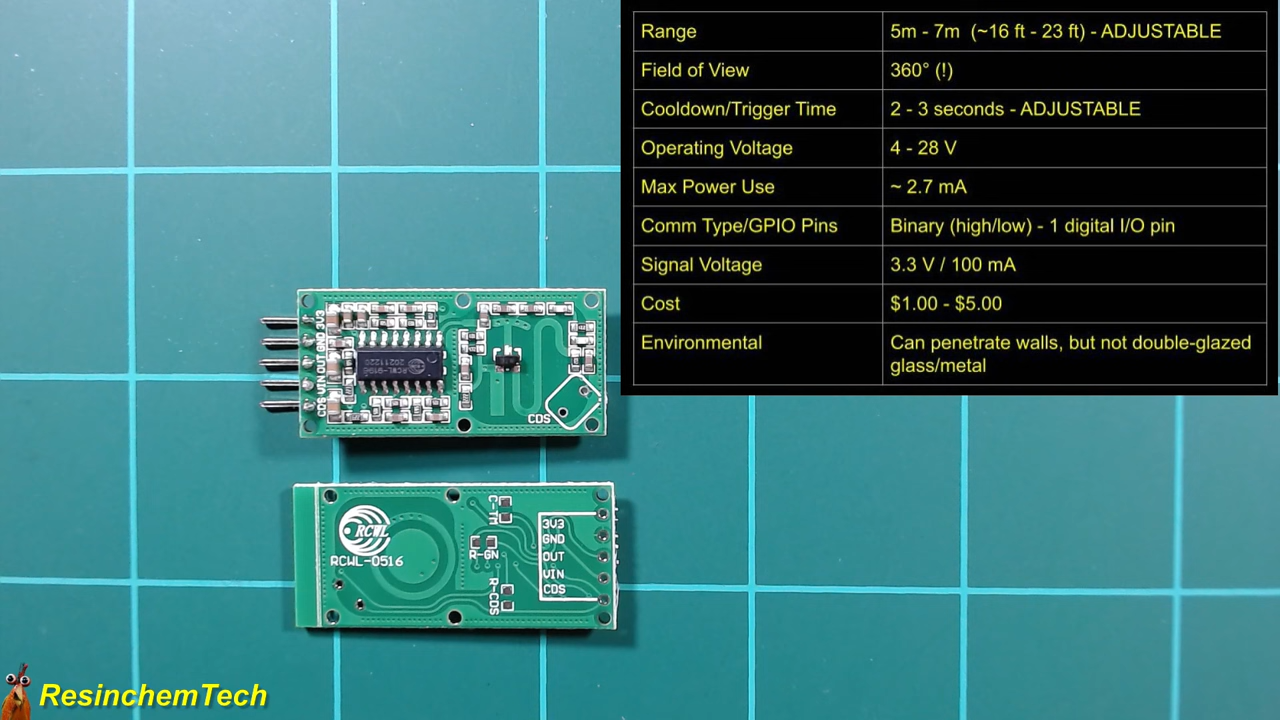 Range 5m - 7m (~16 ft - 23 ft) - ADJUSTABLE
Field of View 360° (!)
Cooldown/Trigger Time 2 - 3 seconds - ADJUSTABLE
Operating Voltage 4 - 28 V
Max Power Use ~ 2.7 mA
Comm Type/GPIO Pins Binary (high/low) - 1 digital I/O pin
Signal Voltage 3.3 V / 100 mA
Cost $1.00 - $5.00
Environmental Can penetrate walls, but not double-glazed
glass/metal
3V3
GND
OUT
VIN
CDS
RCWL-9196
20211220
CDS
RCWL
RCWL-0516
C-TM
R-GN
R-CDS
3V3
GND
OUT
VIN
CDS
ResinchemTech